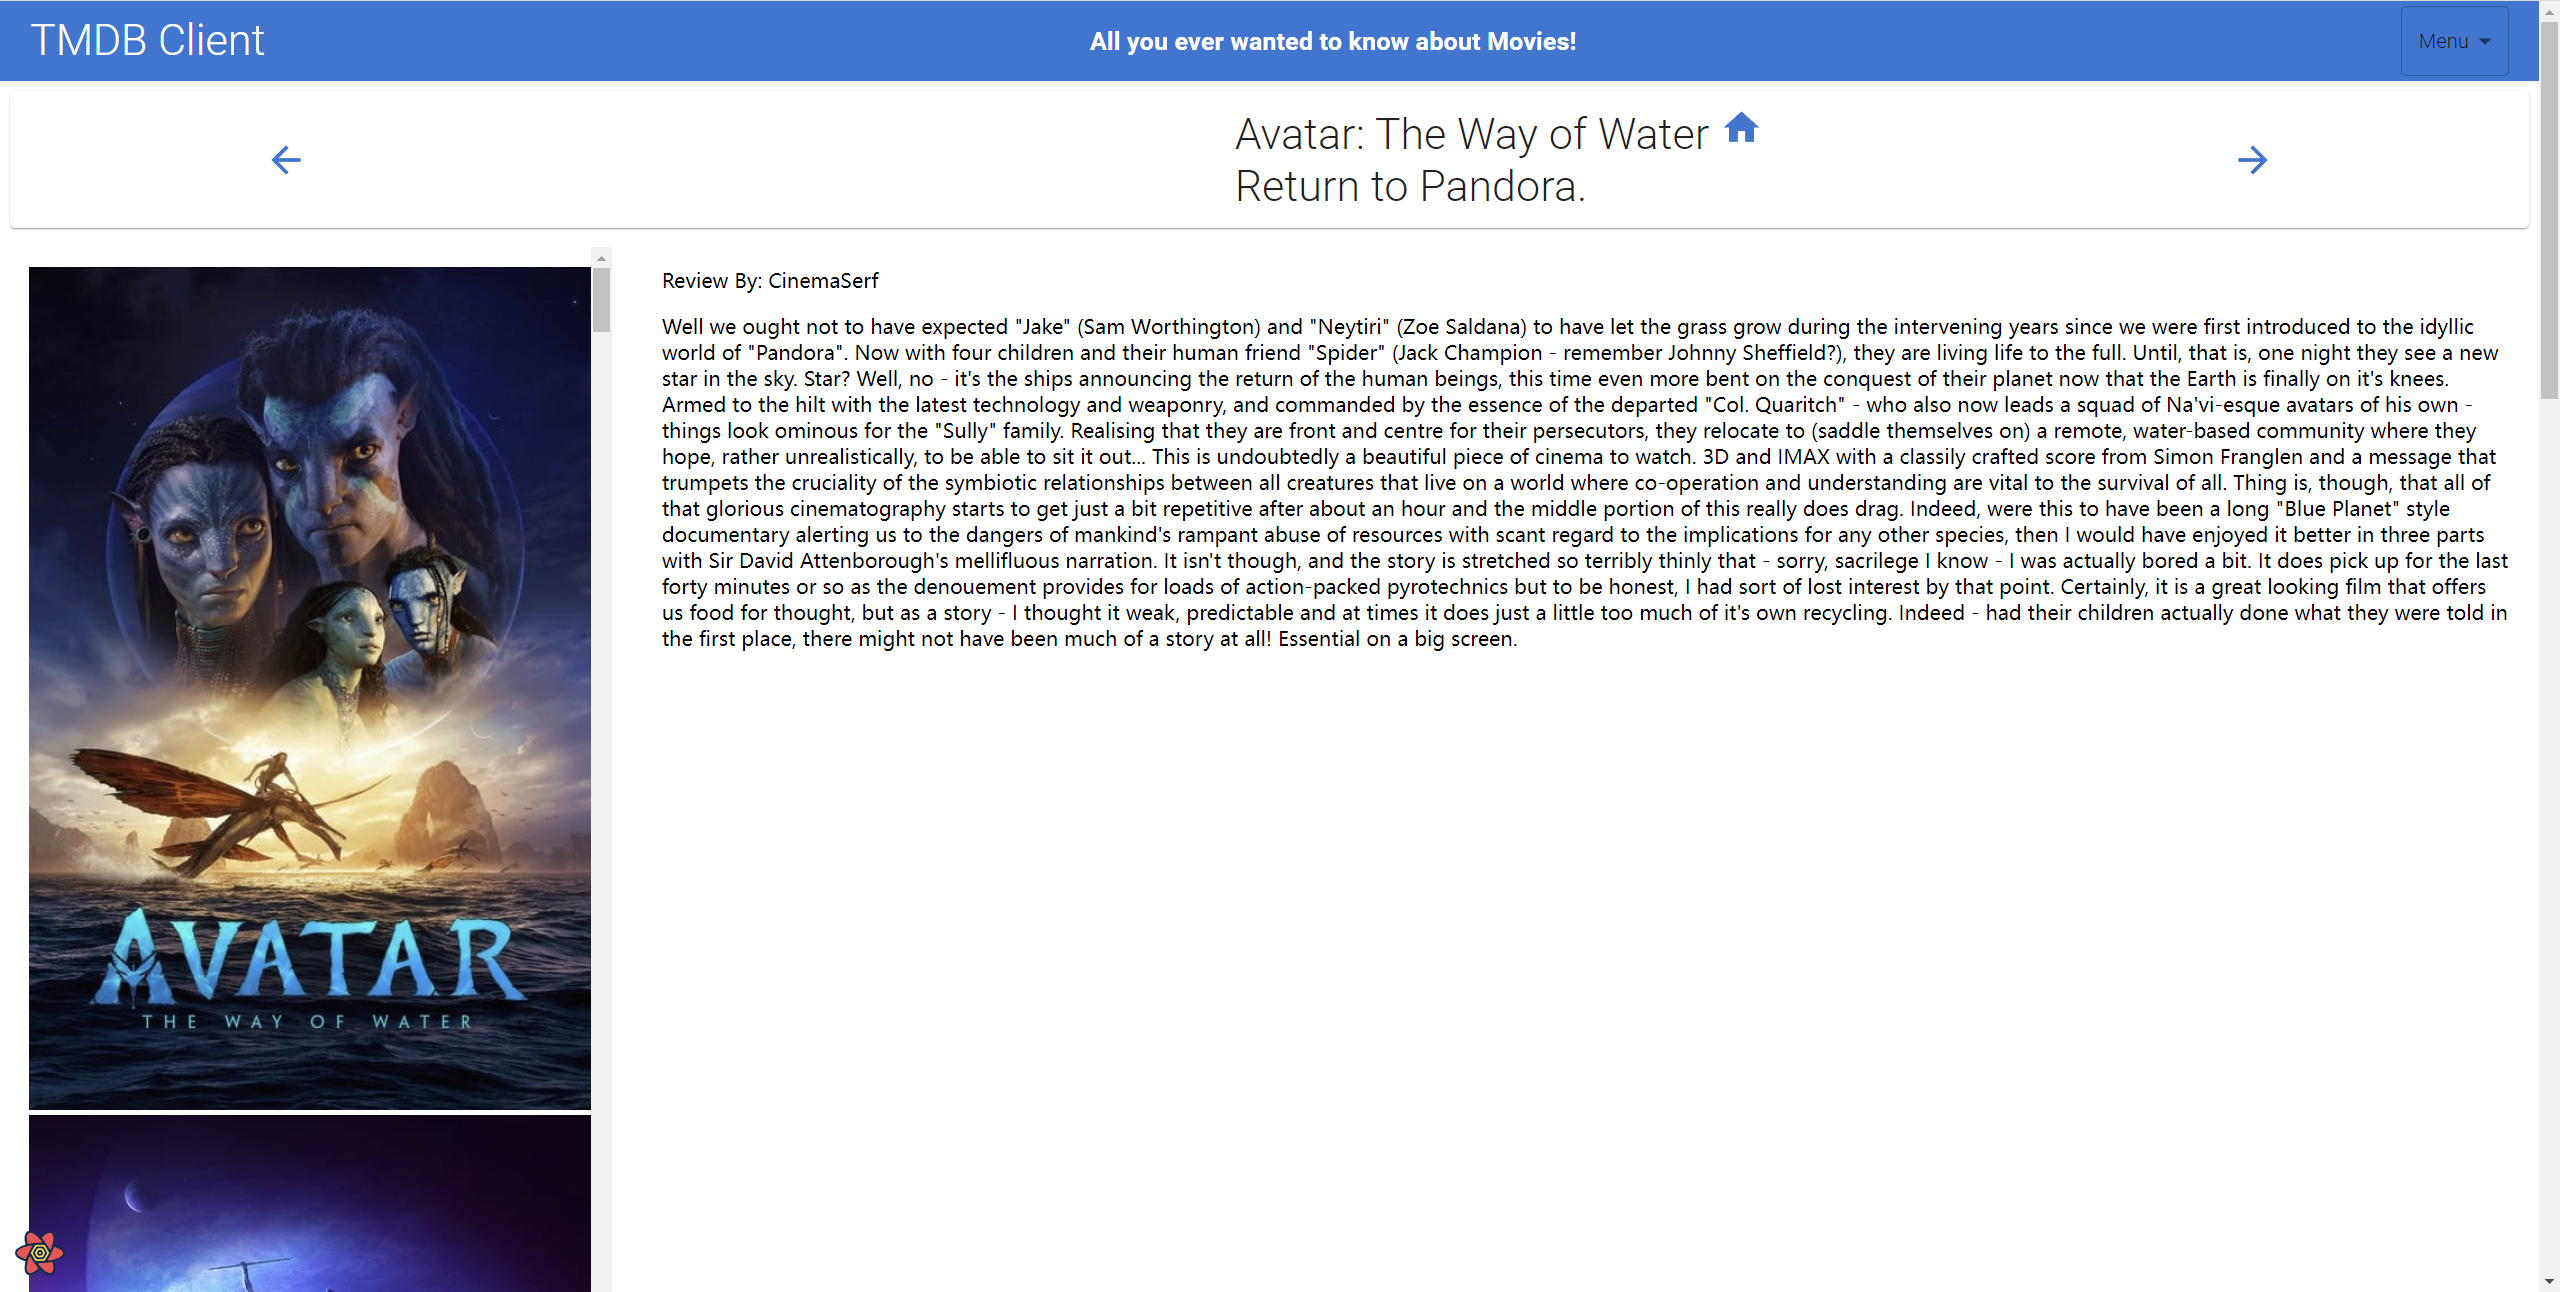 TMDB Client
All you ever wanted to know about Movies!
Menu
Avatar: The Way of Water
Return to Pandora.
Review By: CinemaSerf
Well we ought not to have expected "Jake" (Sam Worthington) and "Neytiri" (Zoe Saldana) to have let the grass grow during the intervening years since we were first introduced to the idyllic
world of "Pandora". Now with four children and their human friend "Spider" (Jack Champion - remember Johnny Sheffield?), they are living life to the full. Until, that is, one night they see a new
star in the sky. Star? Well, no - it's the ships announcing the return of the human beings, this time even more bent on the conquest of their planet now that the Earth is finally on it's knees.
Armed to the hilt with the latest technology and weaponry, and commanded by the essence of the departed "Col. Quaritch" - who also now leads a squad of Na'vi-esque avatars of his own -
things look ominous for the "Sully" family. Realising that they are front and centre for their persecutors, they relocate to (saddle themselves on) a remote, water-based community where they
hope, rather unrealistically, to be able to sit it out... This is undoubtedly a beautiful piece of cinema to watch. 3D and IMAX with a classily crafted score from Simon Franglen and a message that
trumpets the cruciality of the symbiotic relationships between all creatures that live on a world where co-operation and understanding are vital to the survival of all. Thing is, though, that all of
that glorious cinematography starts to get just a bit repetitive after about an hour and the middle portion of this really does drag. Indeed, were this to have been a long "Blue Planet" style
documentary alerting us to the dangers of mankind's rampant abuse of resources with scant regard to the implications for any other species, then I would have enjoyed it better in three parts
with Sir David Attenborough's mellifluous narration. It isn't though, and the story is stretched so terribly thinly that - sorry, sacrilege I know - I was actually bored a bit. It does pick up for the last
forty minutes or so as the denouement provides for loads of action-packed pyrotechnics but to be honest, I had sort of lost interest by that point. Certainly, it is a great looking film that offers
us food for thought, but as a story - I thought it weak, predictable and at times it does just a little too much of it's own recycling. Indeed - had their children actually done what they were told in
the first place, there might not have been much of a story at all! Essential on a big screen.
AVATAR
THE WAY OF WATER